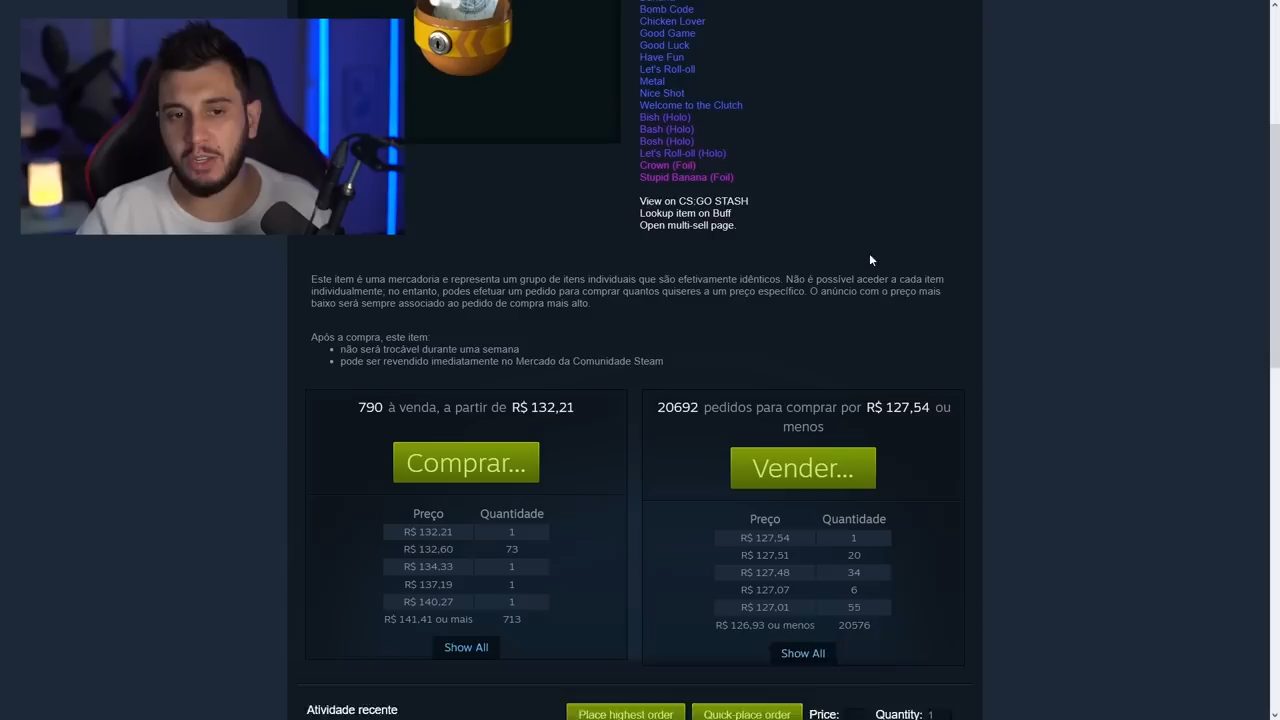 Bomb Code
Chicken Lover
Good Game
Good Luck
Have Fun
Let's Roll-oll
Metal
Nice Shot
Welcome to the Clutch
Bish (Holo)
Bash (Holo)
Bosh (Holo)
Let's Roll-oll (Holo)
Crown (Foil)
Stupid Banana (Foil)
View on CS:GO STASH
Lookup item on Buff
Open multi-sell page.
Este item é uma mercadoria e representa um grupo de itens individuais que são efetivamente idênticos. Não é possível aceder a cada item
individualmente; no entanto, podes efetuar um pedido para comprar quantos quiseres a um preço específico. O anúncio com o preço mais
baixo será sempre associado ao pedido de compra mais alto.
Após a compra, este item:
não será trocável durante uma semana
pode ser revendido imediatamente no Mercado da Comunidade Steam
790 à venda, a partir de R$ 132,21
Comprar...
Preço Quantidade
R$ 132,21 1
R$ 132,60 73
R$ 134,33 1
R$ 137,19 1
R$ 140,27 1
R$ 141,41 ou mais 713
Show All
20692 pedidos para comprar por R$ 127,54 ou
menos
Vender...
Preço Quantidade
R$ 127,54 1
R$ 127,51 20
R$ 127,48 34
R$ 127,07 6
R$ 127,01 55
R$ 126,93 ou menos 20576
Show All
Atividade recente
Place highest order Quick-place order Price: Quantity: 1